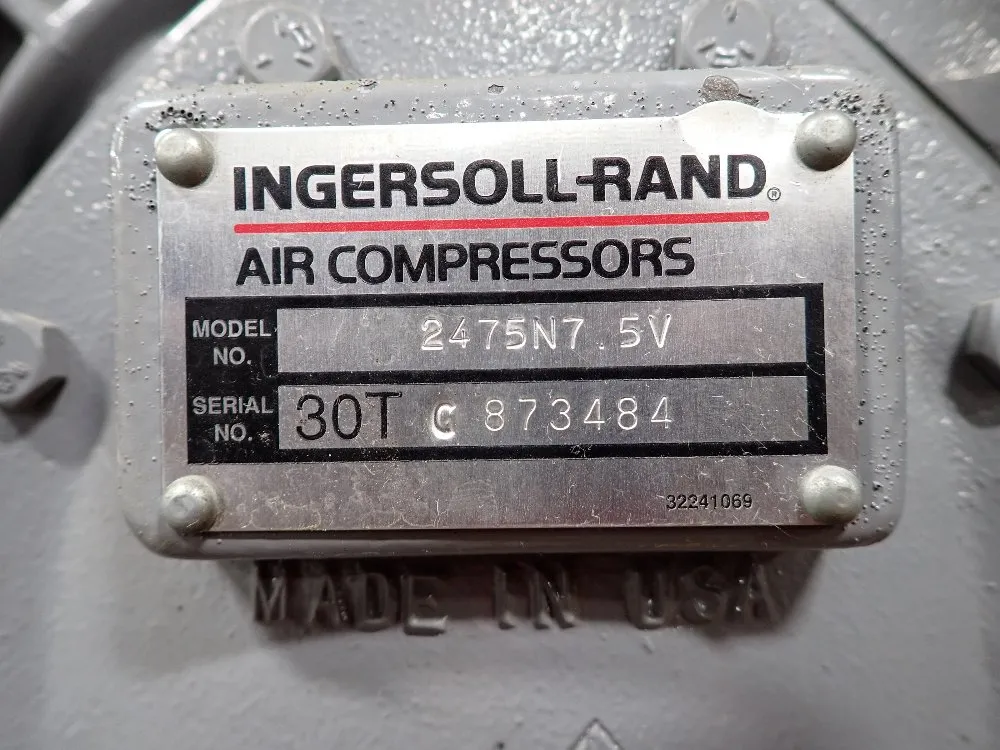 INGERSOLL-RAND®
AIR COMPRESSORS
MODEL NO. 2475N7.5V
SERIAL NO. 30T C 873484
32241069
MADE IN USA